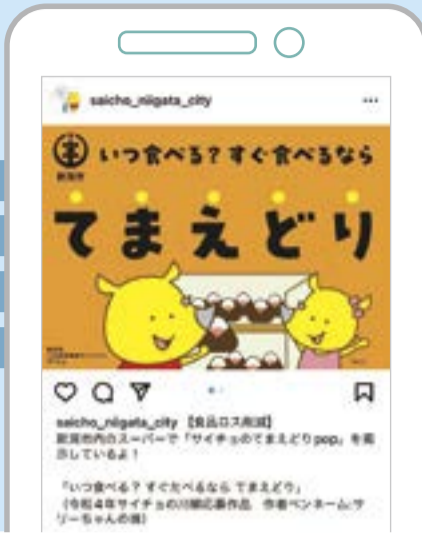 saicho_niigata_city
新潟市
いつ食べる?すぐ食べるなら
てまえどり
saicho_niigata_city 【食品ロス削減】
新潟市内のスーパーで「サイチョのてまえどりpop」を掲
示しているよ!
「いつ食べる?すぐたべるなら てまえどり」
(令和4年サイチョの川柳応募作品 作者ペンネーム:サ
リーちゃんの娘)